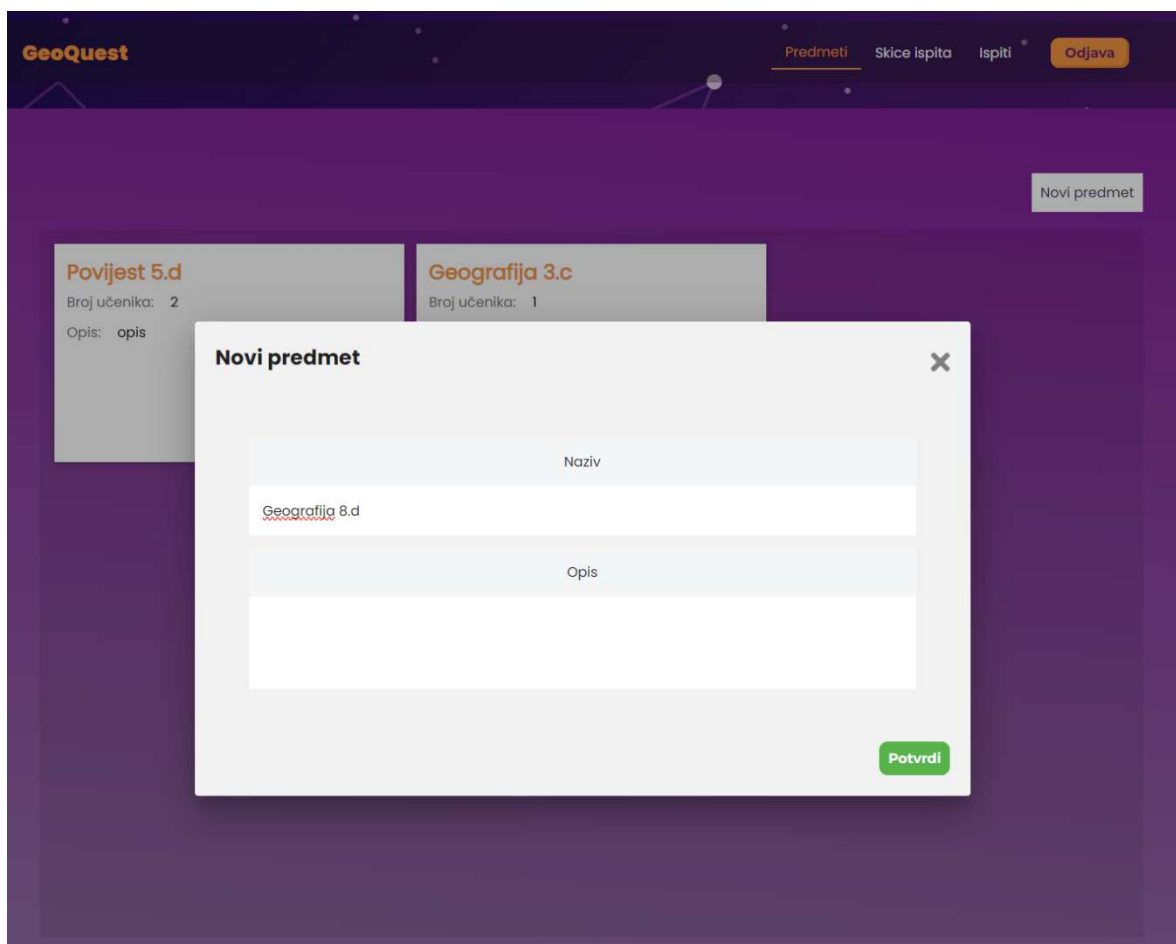 GeoQuest
Predmeti Skice ispita Ispiti Odjava
Novi predmet
Povijest 5.d
Broj učenika: 2
Opis: opis
Geografija 3.c
Broj učenika: 1
Novi predmet
Naziv
Geografija 8.d
Opis
Potvrdi